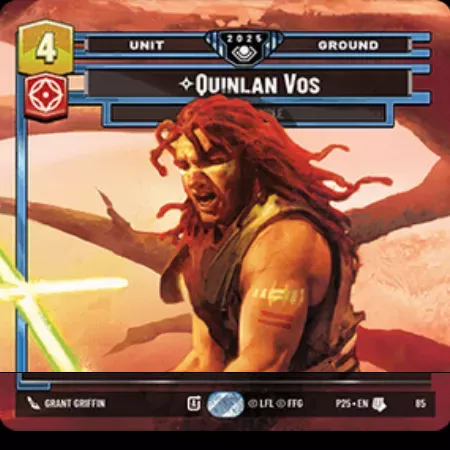 4
UNIT
2025
GROUND
QUINLAN VOS
GRANT GRIFFIN
© LFL © FFG
P25 • EN
85